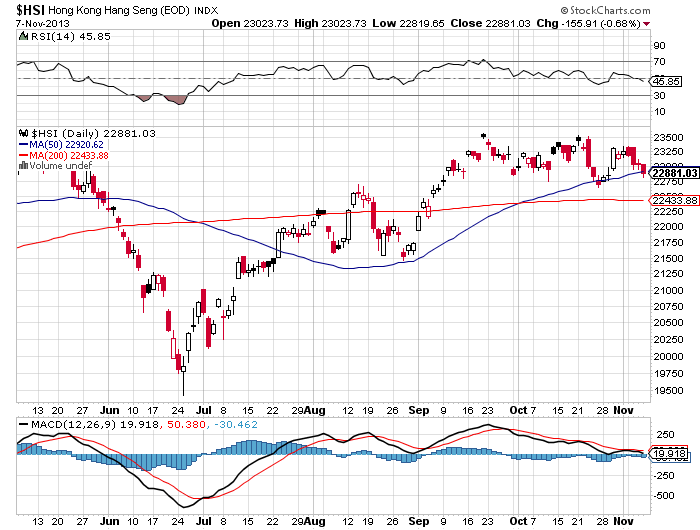 $HSI Hong Kong Hang Seng (EOD) INDX © StockCharts.com
7-Nov-2013 Open 23023.73 High 23023.73 Low 22819.65 Close 22881.03 Chg -155.91 (-0.68%)
RSI(14) 45.85
90
70
45.85
30
10
$HSI (Daily) 22881.03
MA(50) 22920.62
MA(200) 22433.88
Volume undef
23500
23250
22881.03
22750
22433.88
22250
22000
21750
21500
21250
21000
20750
20500
20250
20000
19750
19500
13 20 28 Jun 10 17 24 Jul 8 15 22 29 Aug 12 19 26 Sep 9 16 23 Oct 7 15 21 28 Nov
MACD(12,26,9) 19.918, 50.380, -30.462
250
19.918
-250
-500
13 20 28 Jun 10 17 24 Jul 8 15 22 29 Aug 12 19 26 Sep 9 16 23 Oct 7 15 21 28 Nov